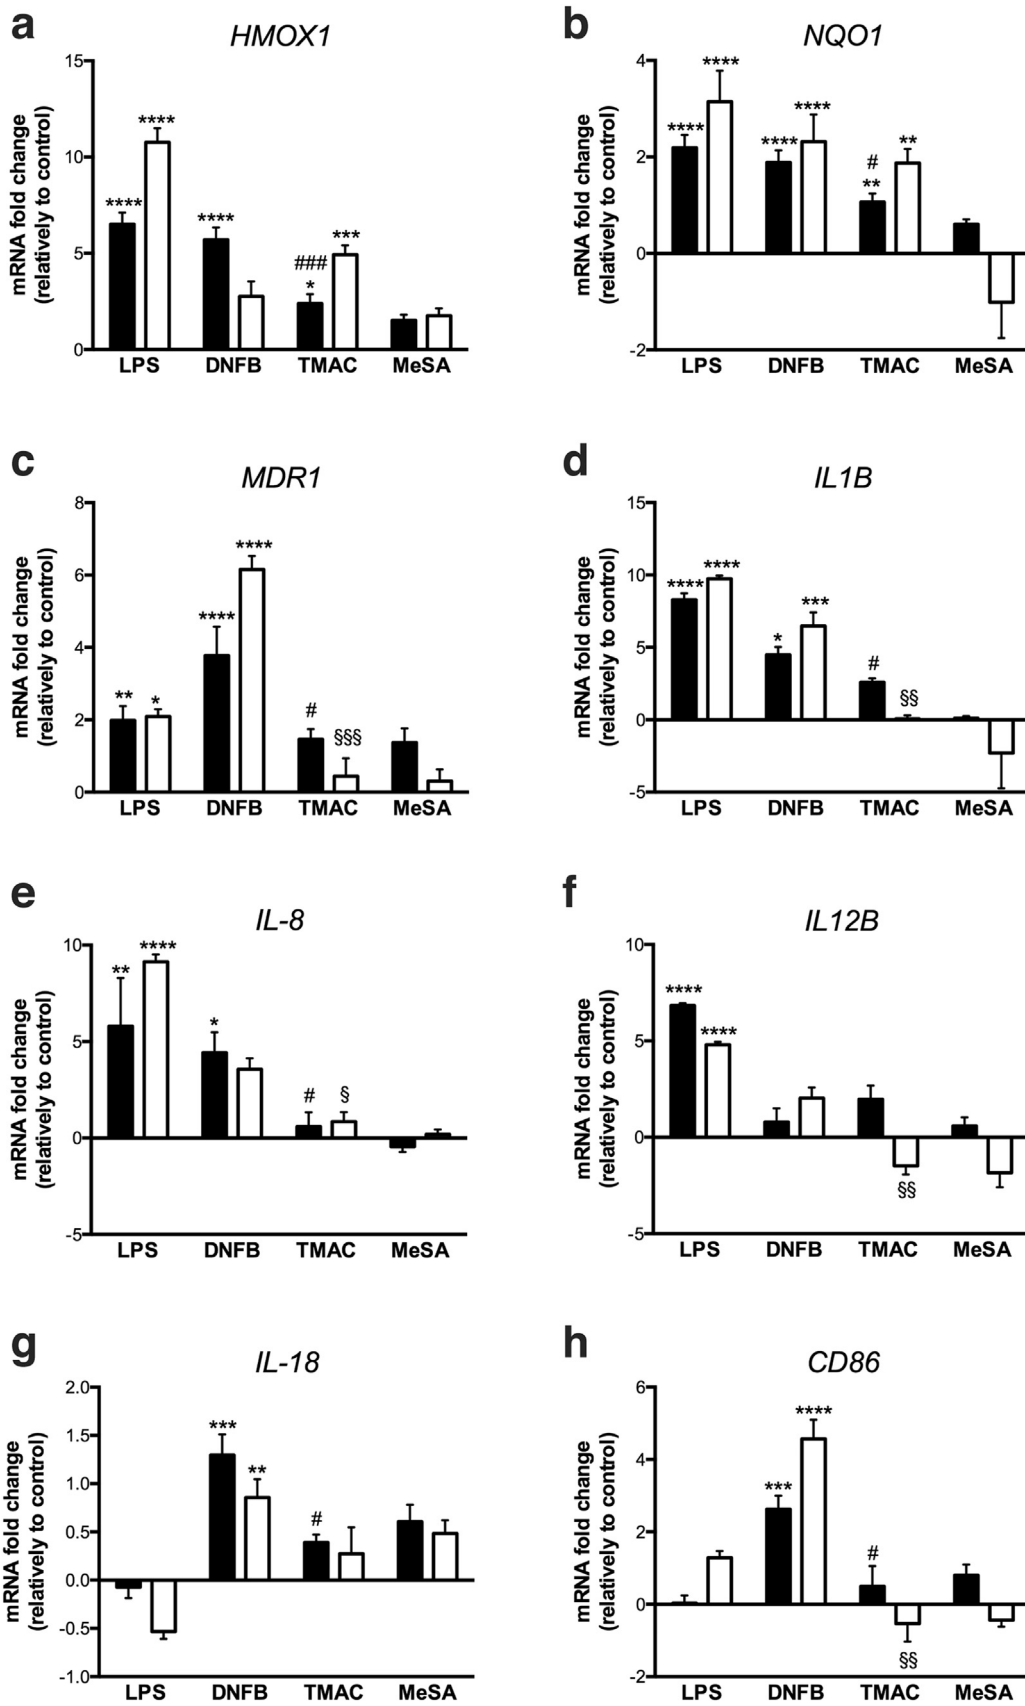 a
HMOX1
mRNA fold change
(relatively to control)
15
10
5
0
****
****
****
###
*
***
LPS DNFB TMAC MeSA
b
NQO1
mRNA fold change
(relatively to control)
4
2
0
-2
****
****
****
****
#
**
**
LPS DNFB TMAC MeSA
c
MDR1
mRNA fold change
(relatively to control)
8
6
4
2
0
**
*
****
****
#
§§§
LPS DNFB TMAC MeSA
d
IL1B
mRNA fold change
(relatively to control)
15
10
5
0
-5
****
****
*
***
#
§§
LPS DNFB TMAC MeSA
e
IL-8
mRNA fold change
(relatively to control)
10
5
0
-5
**
****
*
#
§
LPS DNFB TMAC MeSA
f
IL12B
mRNA fold change
(relatively to control)
10
5
0
-5
****
****
§§
LPS DNFB TMAC MeSA
g
IL-18
mRNA fold change
(relatively to control)
2.0
1.5
1.0
0.5
0.0
-0.5
-1.0
***
**
#
LPS DNFB TMAC MeSA
h
CD86
mRNA fold change
(relatively to control)
6
4
2
0
-2
***
****
#
§§
LPS DNFB TMAC MeSA